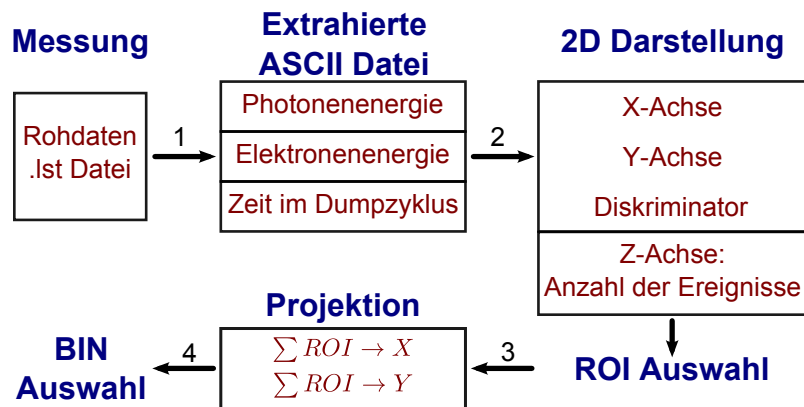 Messung
Rohdaten
.lst Datei
1
Extrahierte
ASCII Datei
Photonenenergie
Elektronenenergie
Zeit im Dumpzyklus
2
2D Darstellung
X-Achse
Y-Achse
Diskriminator
Z-Achse:
Anzahl der Ereignisse
ROI Auswahl
3
Projektion
∑ ROI → X
∑ ROI → Y
4
BIN
Auswahl